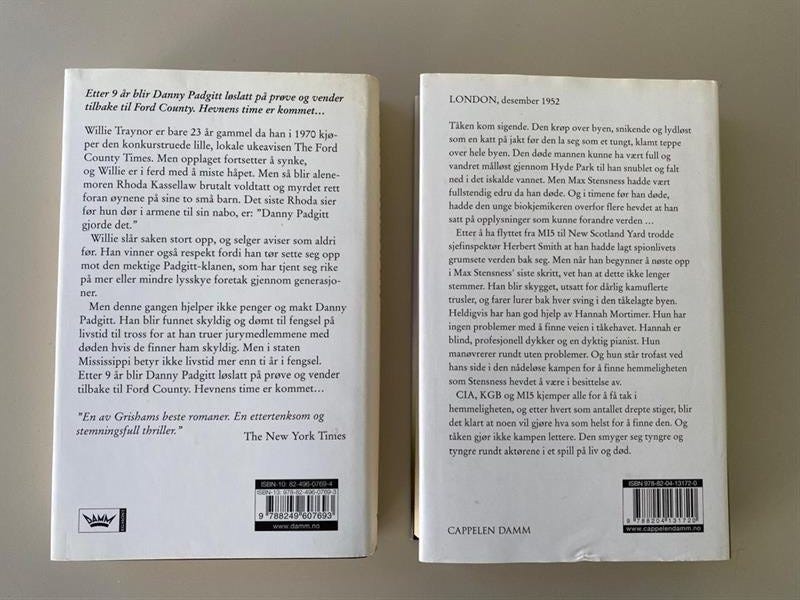 Etter 9 år blir Danny Padgitt løslatt på prøve og vender
tilbake til Ford County. Hevnens time er kommet…
Willie Traynor er bare 23 år gammel da han i 1970 kjø-
per den konkurstruede lille, lokale ukeavisen The Ford
County Times. Men opplaget fortsetter å synke,
og Willie er i ferd med å miste håpet. Men så blir alene-
moren Rhoda Kassellaw brutalt voldtatt og myrdet rett
foran øynene på sine to små barn. Det siste Rhoda sier
før hun dør i armene til sin nabo, er: ”Danny Padgitt
gjorde det.”
Willie slår saken stort opp, og selger aviser som aldri
før. Han vinner også respekt fordi han tør sette seg opp
mot den mektige Padgitt-klanen, som har tjent seg rike
på mer eller mindre lysskye foretak gjennom generasjo-
ner.
Men denne gangen hjelper ikke penger og makt Danny
Padgitt. Han blir funnet skyldig og dømt til fengsel på
livstid til tross for at han truer jurymedlemmene med
døden hvis de finner ham skyldig. Men i staten
Mississippi betyr ikke livstid mer enn ti år i fengsel.
Etter 9 år blir Danny Padgitt løslatt på prøve og vender
tilbake til Ford County. Hevnens time er kommet…
”En av Grishams beste romaner. En ettertenksom og
stemningsfull thriller.”
The New York Times
ISBN-10: 82-496-0769-4
ISBN-13: 978-82-496-0769-3
9 788249 607693
www.damm.no
DAMM
EGMONT
LONDON, desember 1952
Tåken kom sigende. Den krøp over byen, snikende og lydløst
som en katt på jakt før den la seg som et tungt, klamt teppe
over hele byen. Den døde mannen kunne ha vært full og
vandret målløst gjennom Hyde Park til han snublet og falt
ned i det iskalde vannet. Men Max Stensness hadde vært
fullstendig edru da han døde. Og i timene før han døde,
hadde den unge biokjemikeren overfor flere hevdet at han
satt på opplysninger som kunne forandre verden …
Etter å ha flyttet fra MI5 til New Scotland Yard trodde
sjefinspektør Herbert Smith at han hadde lagt spionlivets
grumsete verden bak seg. Men når han begynner å nøste opp
i Max Stensness’ siste skritt, vet han at dette ikke lenger
stemmer. Han blir skygget, utsatt for dårlig kamuflerte
trusler, og farer lurer bak hver sving i den tåkelagte byen.
Heldigvis har han god hjelp av Hannah Mortimer. Hun har
ingen problemer med å finne veien i tåkehavet. Hannah er
blind, profesjonell dykker og en dyktig pianist. Hun
manøvrerer rundt uten problemer. Og hun står trofast ved
hans side i den nådeløse kampen for å finne hemmeligheten
som Stensness hevdet å være i besittelse av.
CIA, KGB og MI5 kjemper alle for å få tak i
hemmeligheten, og etter hvert som antallet drepte stiger, blir
det klart at noen vil gjøre hva som helst for å finne den. Og
tåken gjør ikke kampen lettere. Den smyger seg tyngre og
tyngre rundt aktørene i et spill på liv og død.
ISBN 978-82-04-13172-0
9 788204 131720
www.cappelendamm.no
CAPPELEN DAMM